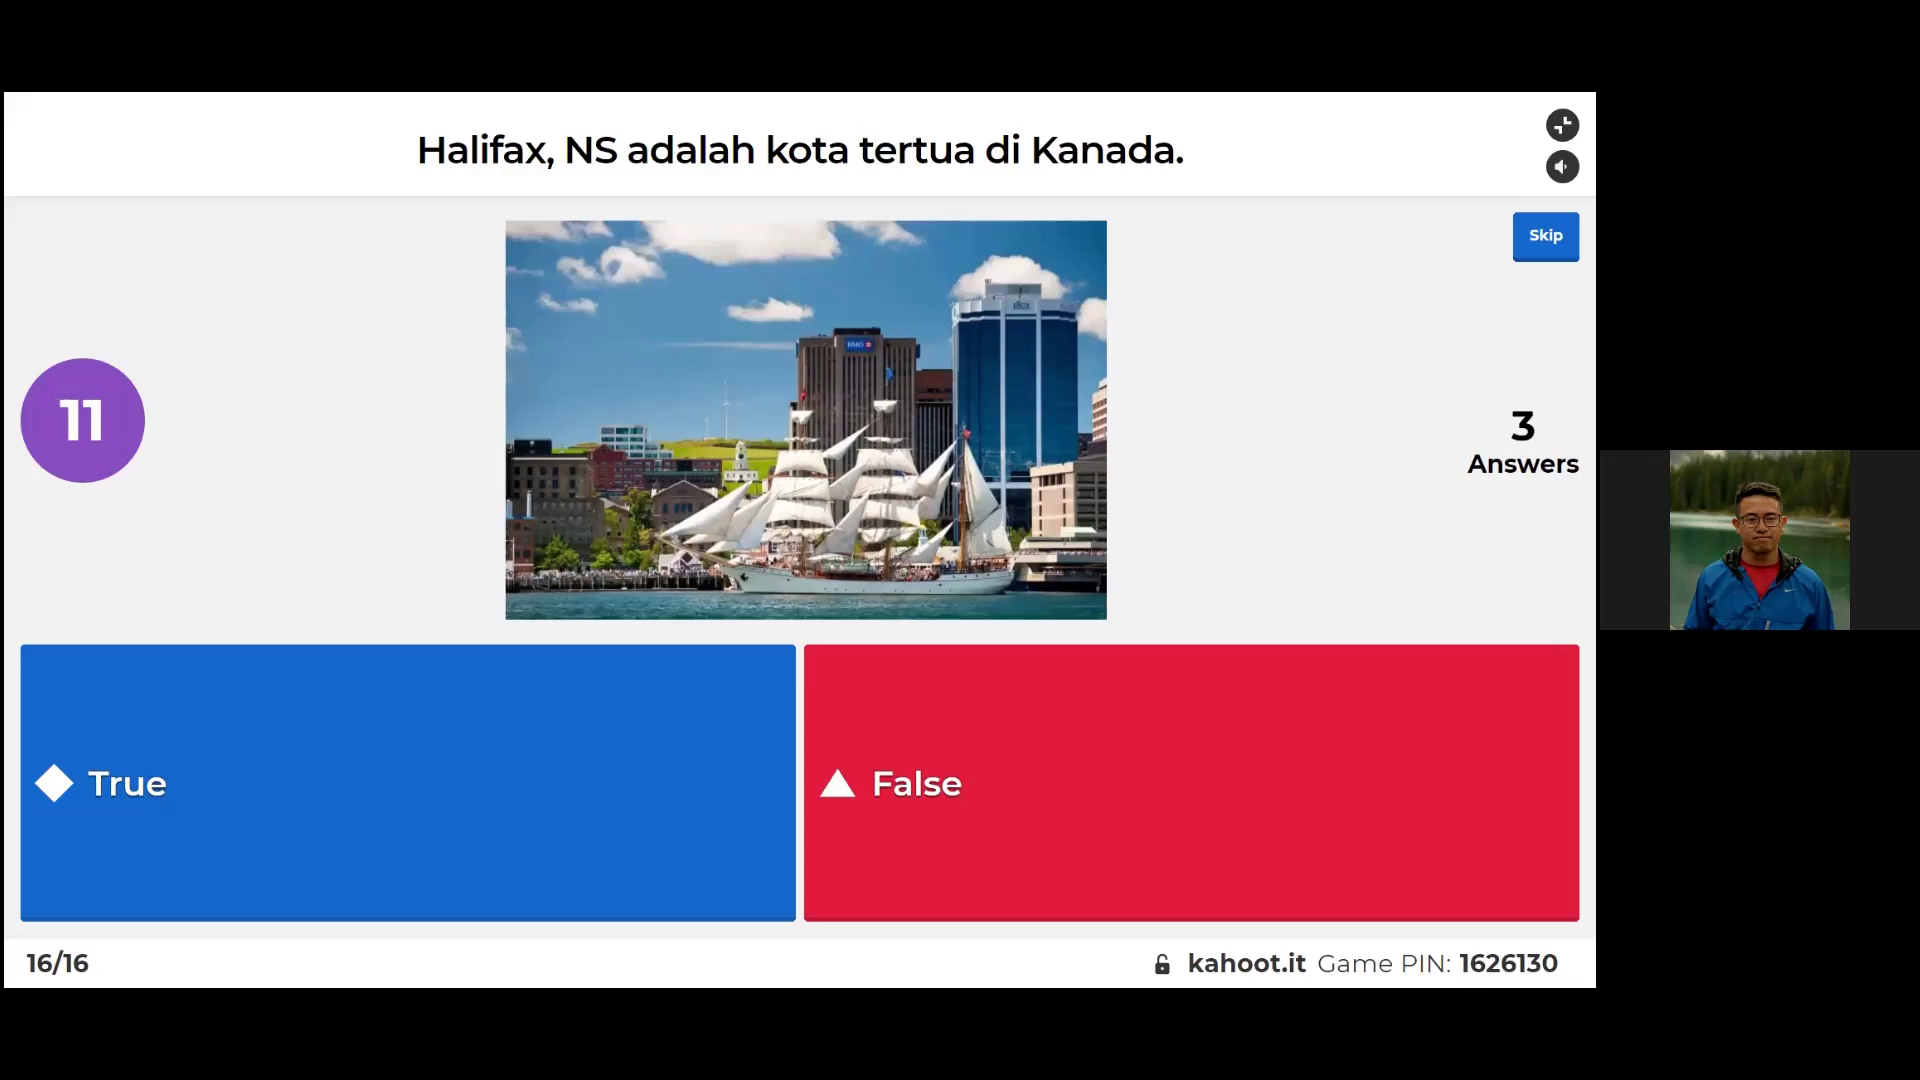 Halifax, NS adalah kota tertua di Kanada.
Skip
11
BMO
3
Answers
True
False
16/16
kahoot.it Game PIN: 1626130